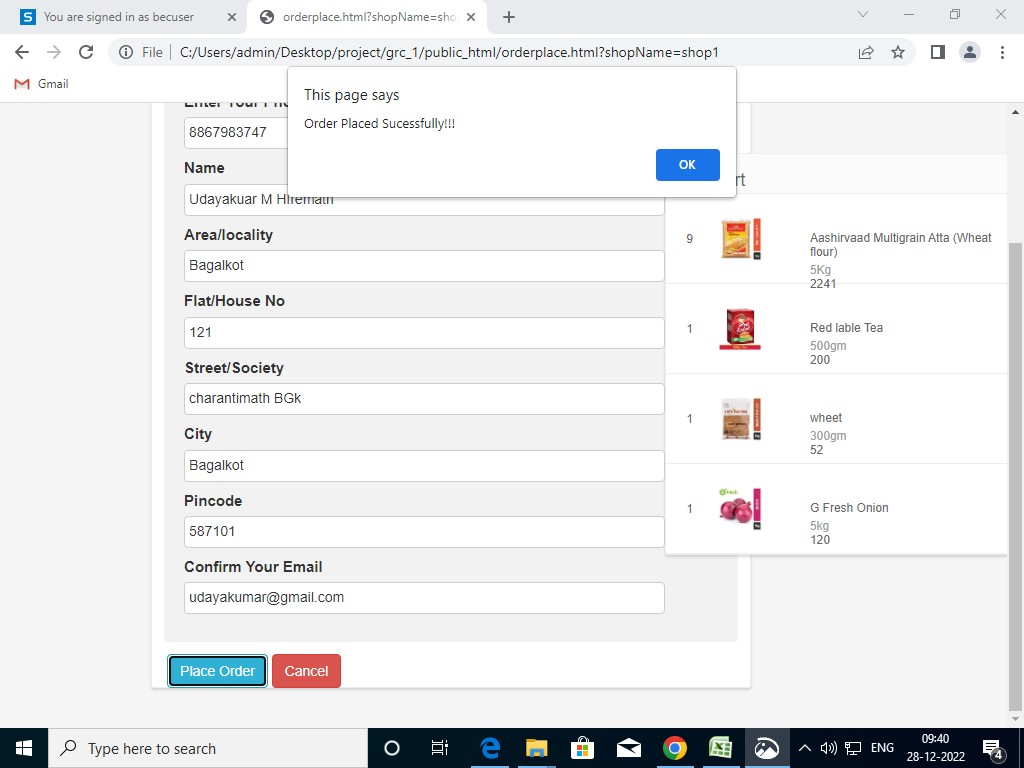 You are signed in as becuser
orderplace.html?shopName=sho
File
C:/Users/admin/Desktop/project/grc_1/public_html/orderplace.html?shopName=shop1
Gmail
This page says
Order Placed Sucessfully!!!
OK
Enter Your Pho
8867983747
Name
Udayakuar M Hiremath
Area/locality
Bagalkot
Flat/House No
121
Street/Society
charantimath BGk
City
Bagalkot
Pincode
587101
Confirm Your Email
udayakumar@gmail.com
Place Order
Cancel
rt
9
Aashirvaad Multigrain Atta (Wheat
flour)
5Kg
2241
1
Red lable Tea
500gm
200
1
wheet
300gm
52
1
G Fresh Onion
5kg
120
Type here to search
ENG
09:40
28-12-2022
4